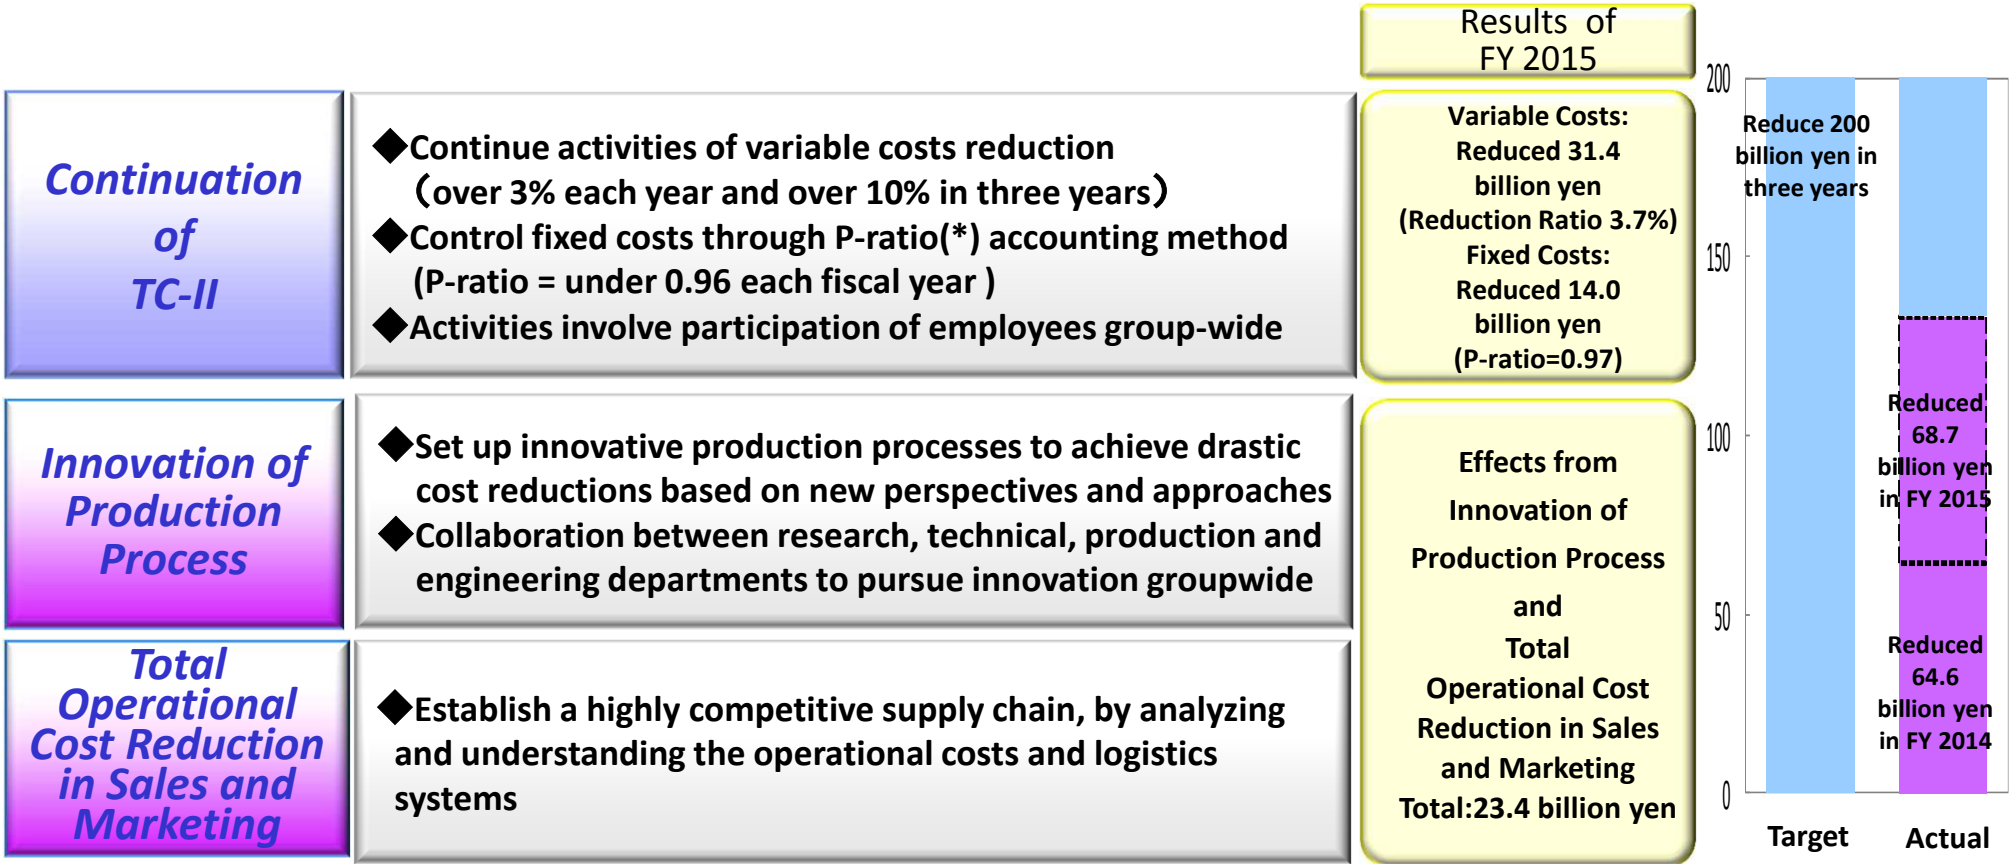 Results of
FY 2015
Continuation
of
TC-II
◆Continue activities of variable costs reduction
（over 3% each year and over 10% in three years）
◆Control fixed costs through P-ratio(*) accounting method
(P-ratio = under 0.96 each fiscal year )
◆Activities involve participation of employees group-wide
Variable Costs:
Reduced 31.4
billion yen
(Reduction Ratio 3.7%)
Fixed Costs:
Reduced 14.0
billion yen
(P-ratio=0.97)
Innovation of
Production
Process
◆Set up innovative production processes to achieve drastic
cost reductions based on new perspectives and approaches
◆Collaboration between research, technical, production and
engineering departments to pursue innovation groupwide
Total
Operational
Cost Reduction
in Sales and
Marketing
◆Establish a highly competitive supply chain, by analyzing
and understanding the operational costs and logistics
systems
Effects from
Innovation of
Production Process
and
Total
Operational Cost
Reduction in Sales
and Marketing
Total:23.4 billion yen
200
150
100
50
0
Reduce 200
billion yen in
three years
Reduced
68.7
billion yen
in FY 2015
Reduced
64.6
billion yen
in FY 2014
Target
Actual